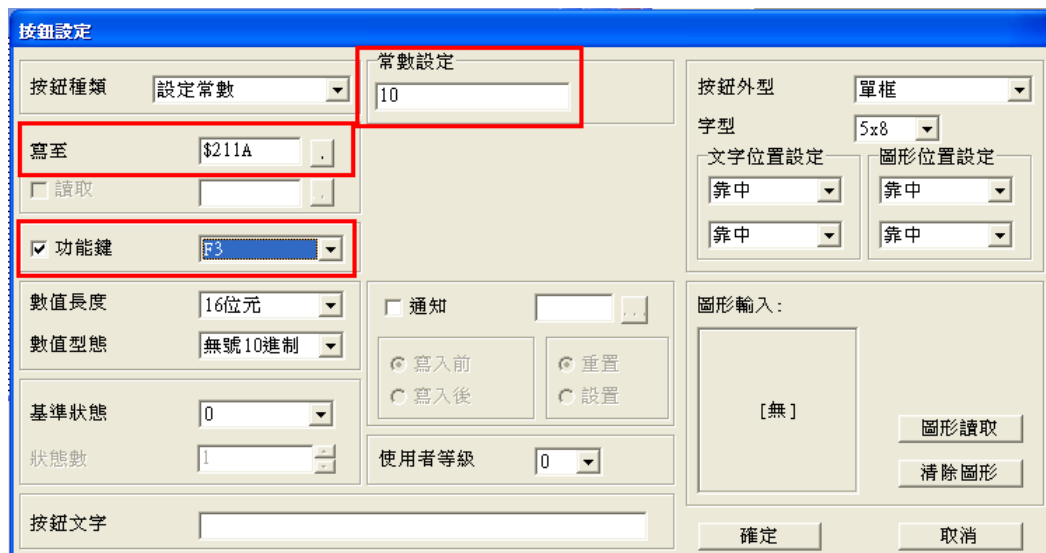 按鈕設定
按鈕種類 設定常數
常數設定
10
寫至 $211A .
讀取 .
功能鍵 F3
數值長度 16位元
數值型態 無號10進制
基準狀態 0
狀態數 1
通知 ...
寫入前
寫入後
重置
設置
使用者等級 0
按鈕文字
按鈕外型 單框
字型 5x8
文字位置設定
靠中
靠中
圖形位置設定
靠中
靠中
圖形輸入:
[無]
圖形讀取
清除圖形
確定 取消